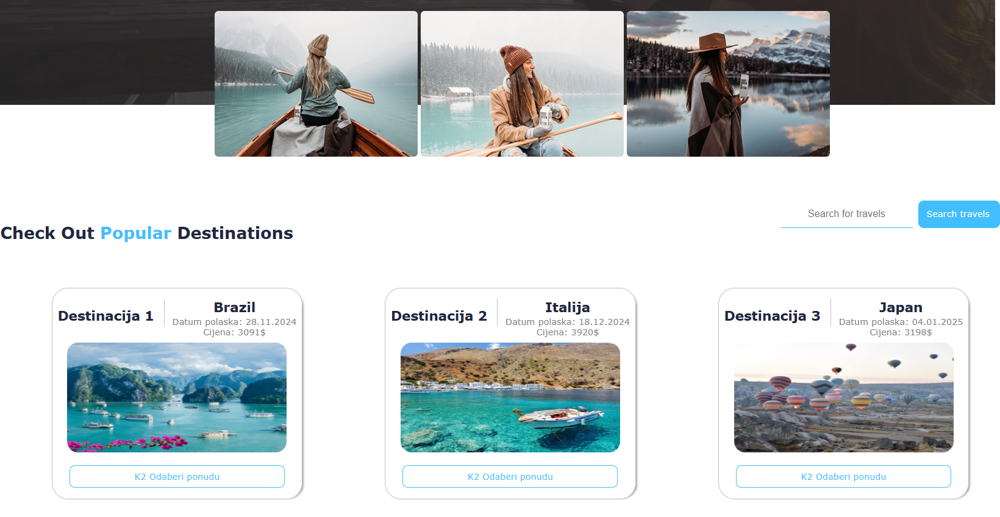 Search for travels
Search travels
Check Out Popular Destinations
Destinacija 1
Brazil
Datum polaska: 28.11.2024
Cijena: 3091$
K2 Odaberi ponudu
Destinacija 2
Italija
Datum polaska: 18.12.2024
Cijena: 3920$
K2 Odaberi ponudu
Destinacija 3
Japan
Datum polaska: 04.01.2025
Cijena: 3198$
K2 Odaberi ponudu